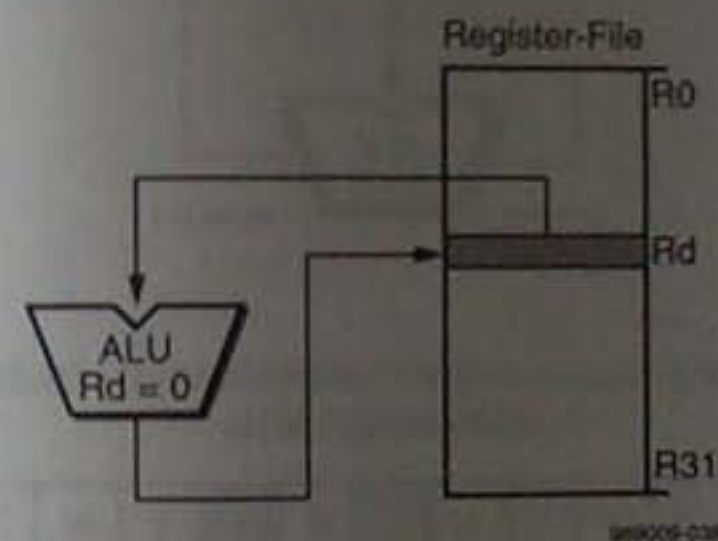 Register-File
R0
Rd
ALU
Rd = 0
R31